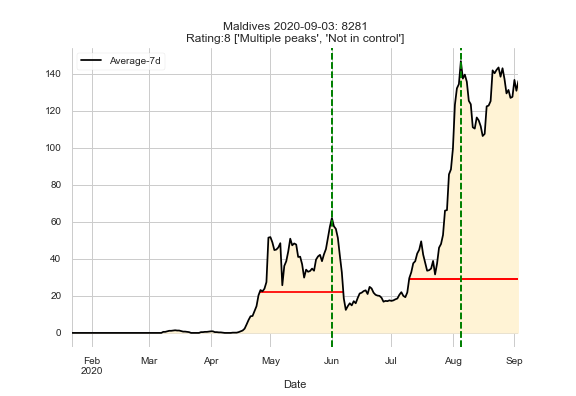 Maldives 2020-09-03: 8281
Rating:8 ['Multiple peaks', 'Not in control']
Average-7d
140
120
100
80
60
40
20
0
Feb Mar Apr May Jun Jul Aug Sep
2020
Date